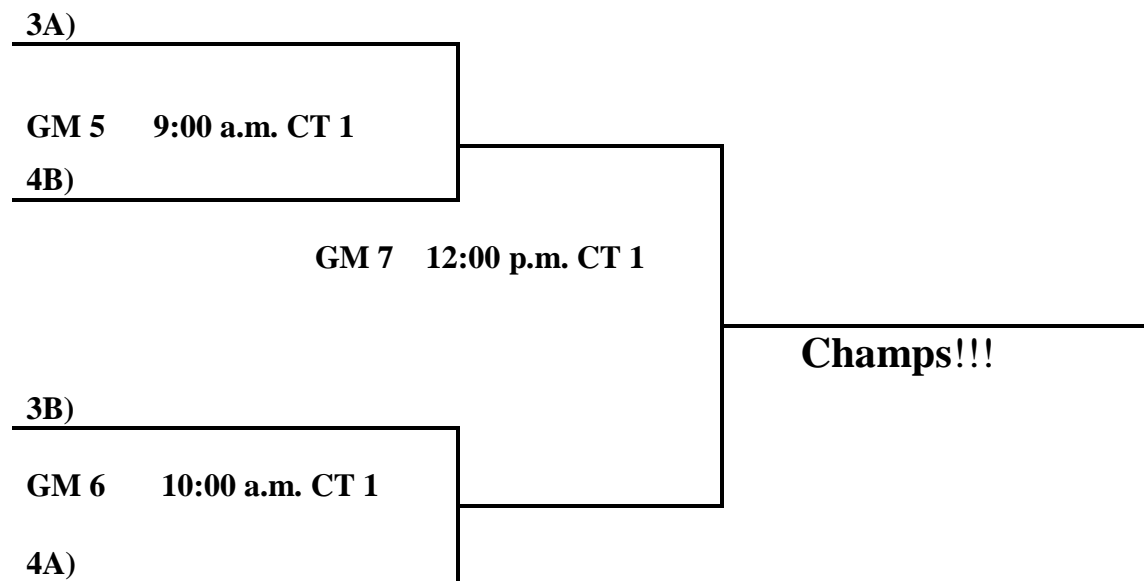 3A)
GM 5 9:00 a.m. CT 1
4B)
GM 7 12:00 p.m. CT 1
Champs!!!
3B)
GM 6 10:00 a.m. CT 1
4A)